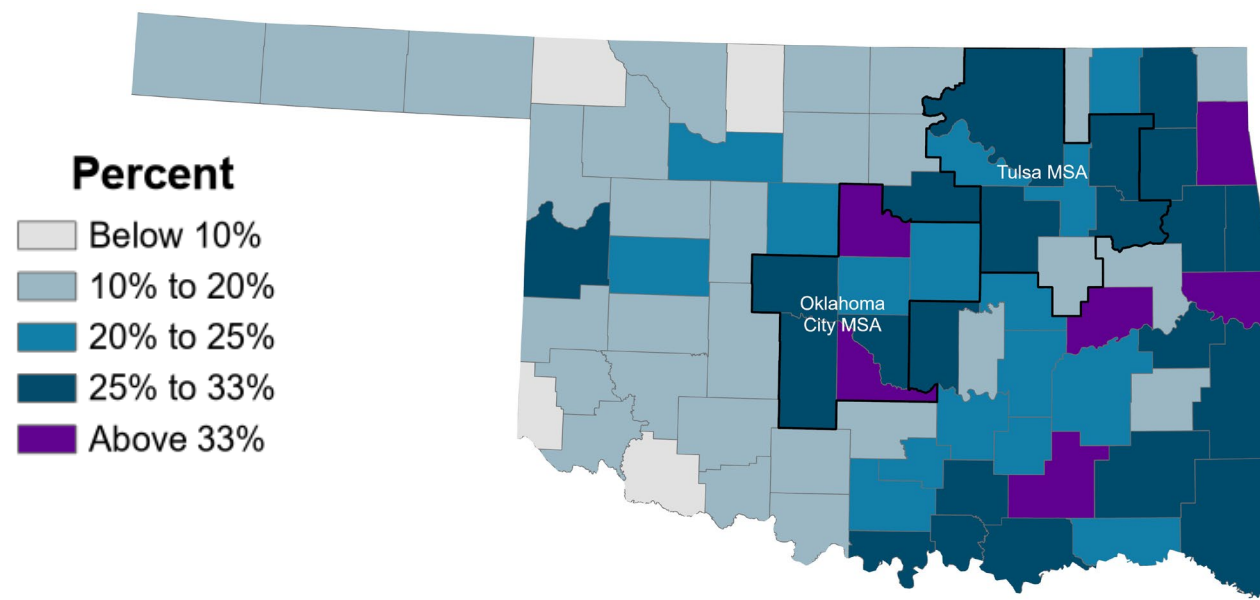 Percent
Below 10%
10% to 20%
20% to 25%
25% to 33%
Above 33%
Tulsa MSA
Oklahoma
City MSA